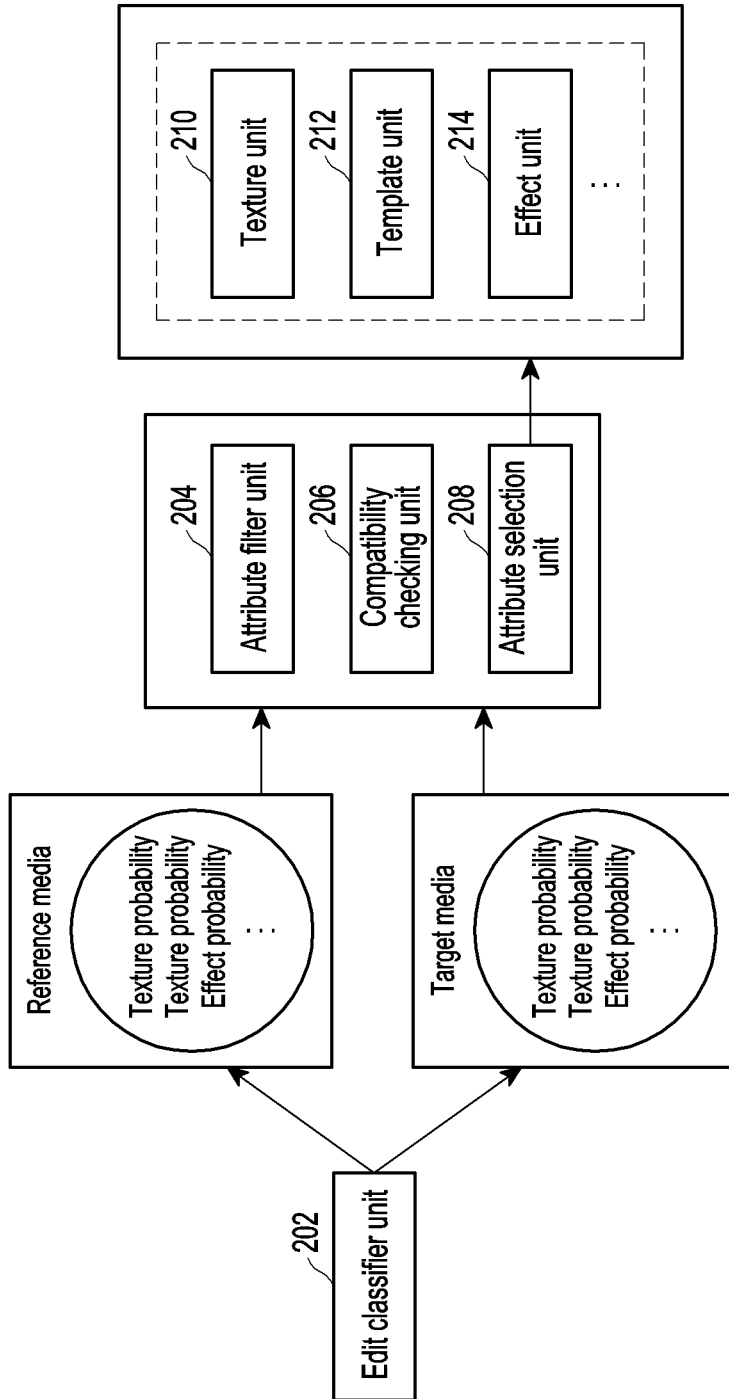 202
Edit classifier unit
Reference media
Texture probability
Texture probability
Effect probability
...
Target media
Texture probability
Texture probability
Effect probability
...
204
Attribute filter unit
206
Compatibility
checking unit
208
Attribute selection
unit
210
Texture unit
212
Template unit
214
Effect unit
...